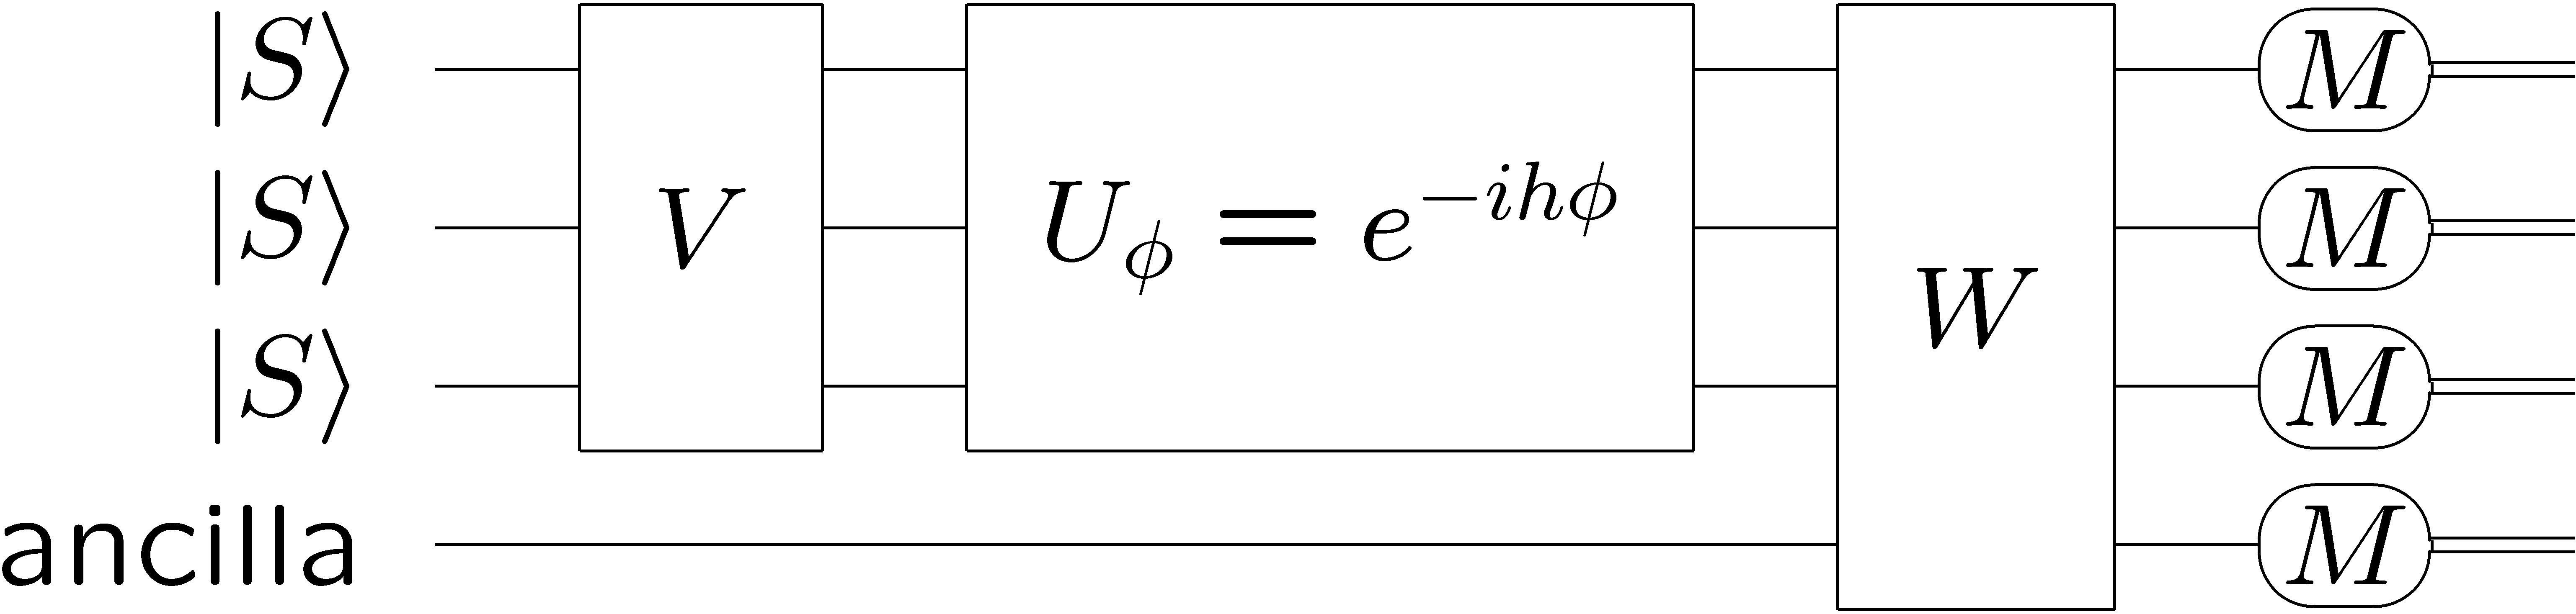 |S⟩ M
V U_ϕ = e^{−ihϕ}
|S⟩ M
W
|S⟩ M
ancilla M